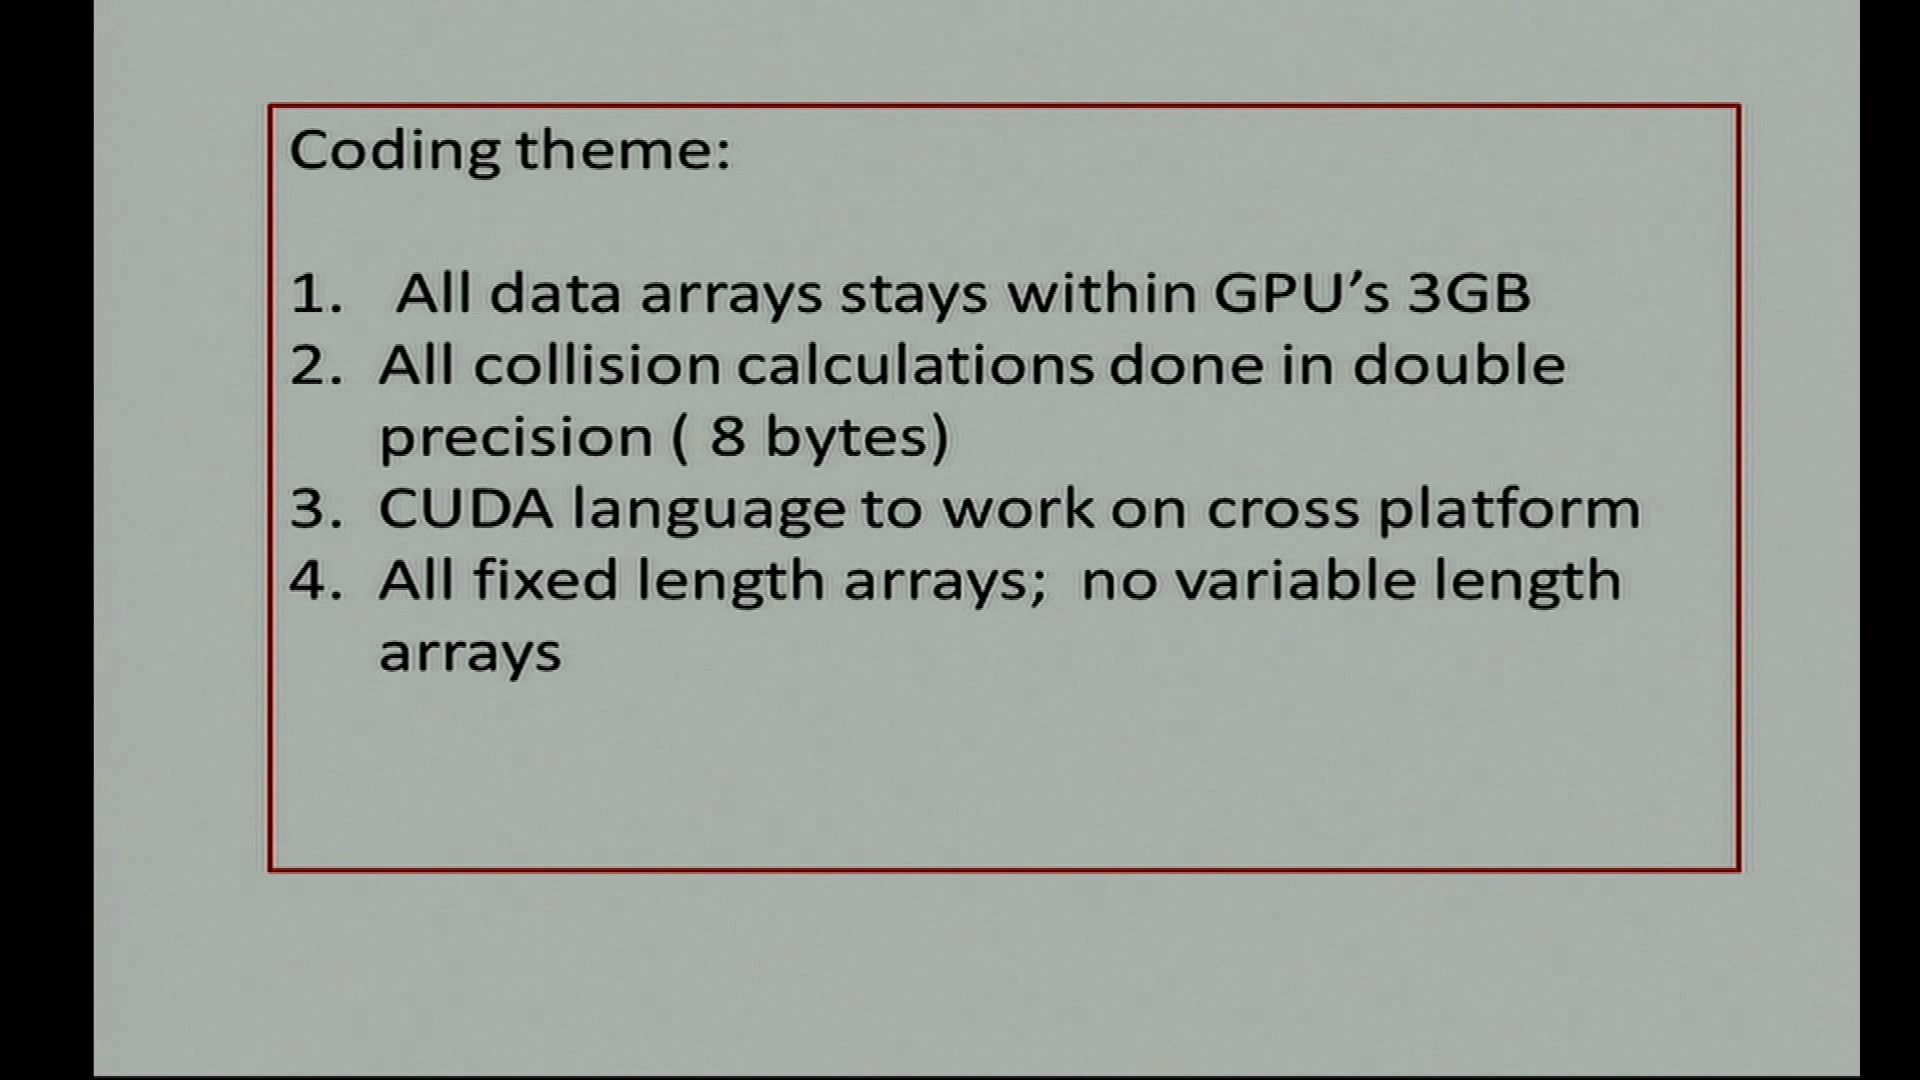 Coding theme:
1. All data arrays stays within GPU’s 3GB
2. All collision calculations done in double
precision ( 8 bytes)
3. CUDA language to work on cross platform
4. All fixed length arrays; no variable length
arrays